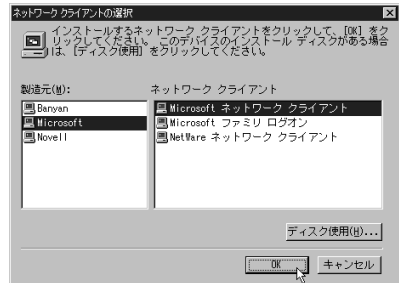 ネットワーク クライアントの選択
インストールするネットワーク クライアントをクリックして、[OK] をク
リックしてください。 このデバイスのインストール ディスクがある場合
は、[ディスク使用] をクリックしてください。
製造元(M):
ネットワーク クライアント
Banyan
Microsoft
Novell
Microsoft ネットワーク クライアント
Microsoft ファミリ ログオン
NetWare ネットワーク クライアント
ディスク使用(H)...
OK
キャンセル